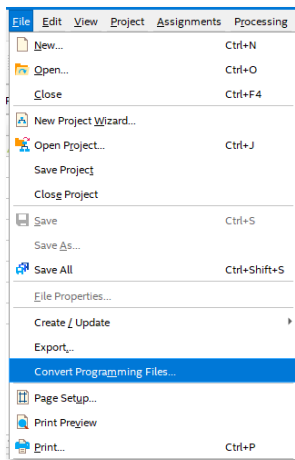 File Edit View Project Assignments Processing
New... Ctrl+N
Open... Ctrl+O
Close Ctrl+F4
New Project Wizard...
Open Project... Ctrl+J
Save Project
Close Project
Save Ctrl+S
Save As...
Save All Ctrl+Shift+S
File Properties...
Create / Update
Export...
Convert Programming Files...
Page Setup...
Print Preview
Print... Ctrl+P